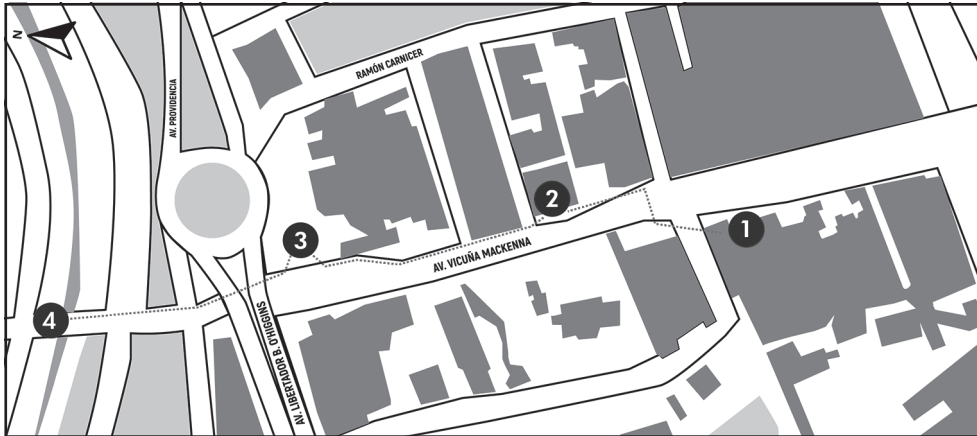 N
AV. PROVIDENCIA
RAMÓN CARNICER
2
1
3
AV. VICUÑA MACKENNA
4
AV. LIBERTADOR B. O'HIGGINS